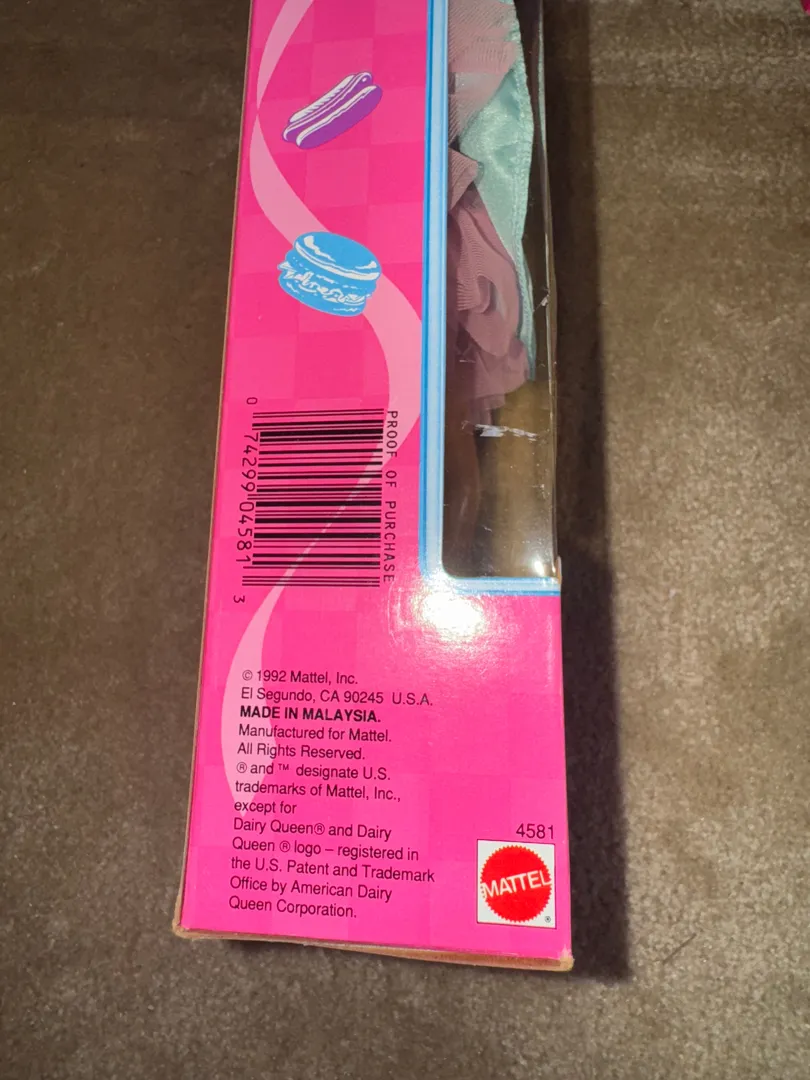 PROOF OF PURCHASE
0 74299 04581 3
© 1992 Mattel, Inc.
El Segundo, CA 90245 U.S.A.
MADE IN MALAYSIA.
Manufactured for Mattel.
All Rights Reserved.
® and ™ designate U.S.
trademarks of Mattel, Inc.,
except for
Dairy Queen® and Dairy
Queen ® logo – registered in
the U.S. Patent and Trademark
Office by American Dairy
Queen Corporation.
4581
MATTEL
®